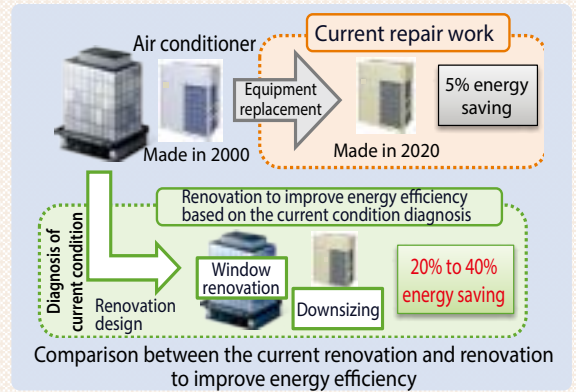 Current repair work
Air conditioner
Equipment
replacement
5% energy
saving
Made in 2000
Made in 2020
Diagnosis of
current condition
Renovation to improve energy efficiency
based on the current condition diagnosis
Window
renovation
Downsizing
20% to 40%
energy saving
Renovation
design
Comparison between the current renovation and renovation
to improve energy efficiency